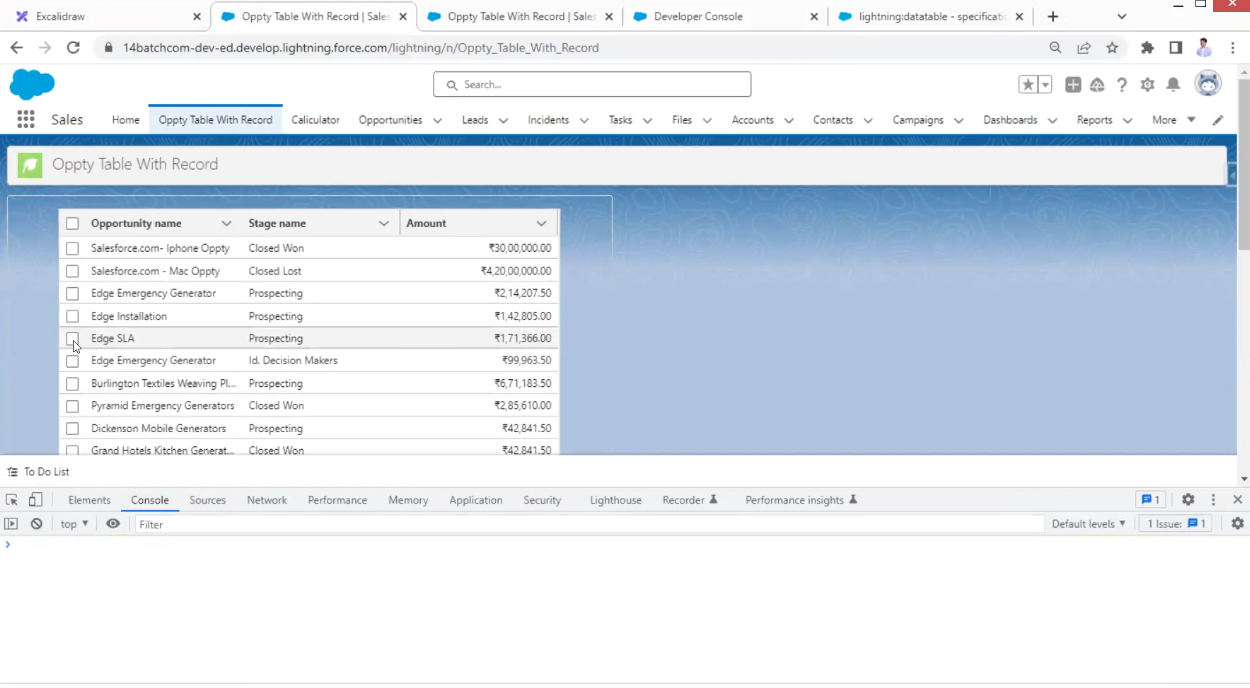 Excalidraw
Oppty Table With Record | Sales
Oppty Table With Record | Sales
Developer Console
lightning:datatable - specificati
14batchcom-dev-ed.develop.lightning.force.com/lightning/n/Oppty_Table_With_Record
Search...
Sales
Home
Oppty Table With Record
Calculator
Opportunities
Leads
Incidents
Tasks
Files
Accounts
Contacts
Campaigns
Dashboards
Reports
More
Oppty Table With Record
Opportunity name Stage name Amount
Salesforce.com- Iphone Oppty Closed Won ₹30,00,000.00
Salesforce.com - Mac Oppty Closed Lost ₹4,20,00,000.00
Edge Emergency Generator Prospecting ₹2,14,207.50
Edge Installation Prospecting ₹1,42,805.00
Edge SLA Prospecting ₹1,71,366.00
Edge Emergency Generator Id. Decision Makers ₹99,963.50
Burlington Textiles Weaving Pl... Prospecting ₹6,71,183.50
Pyramid Emergency Generators Closed Won ₹2,85,610.00
Dickenson Mobile Generators Prospecting ₹42,841.50
Grand Hotels Kitchen Generat... Closed Won ₹42,841.50
To Do List
Elements Console Sources Network Performance Memory Application Security Lighthouse Recorder Performance insights 1
top Filter Default levels 1 Issue: 1